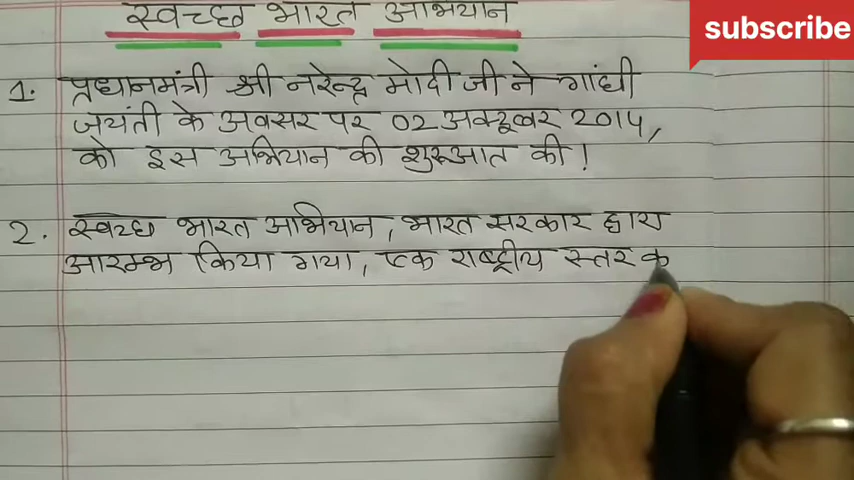 स्वच्छ भारत अभियान
subscribe
1. प्रधानमंत्री श्री नरेन्द्र मोदी जी ने गांधी
जयंती के अवसर पर 02 अक्टूबर 2014,
को इस अभियान की शुरूआत की !
2. स्वच्छ भारत अभियान, भारत सरकार द्वारा
आरम्भ किया गया, एक राष्ट्रीय स्तर क